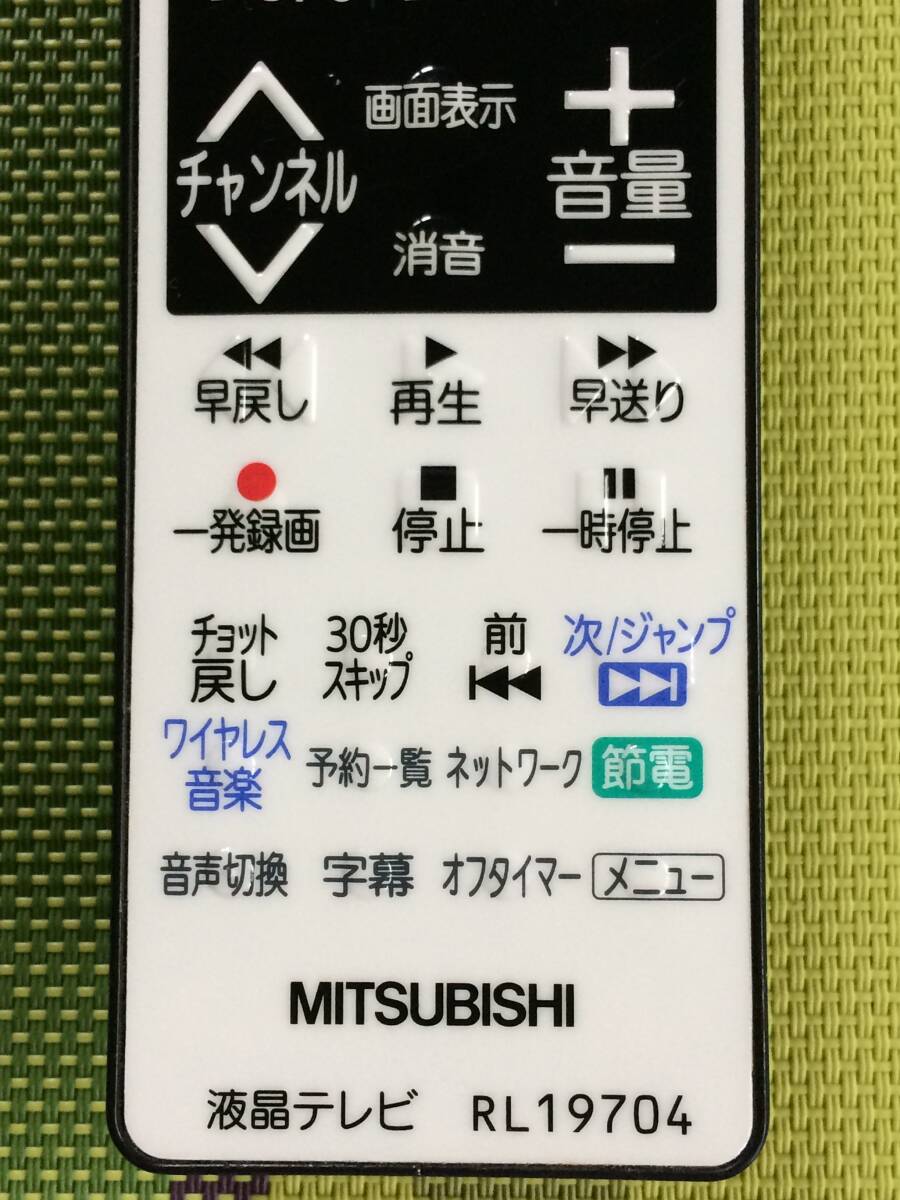 画面表示
チャンネル
音量
消音
早戻し 再生 早送り
一発録画 停止 一時停止
チョット
戻し
30秒
スキップ
前
次/ジャンプ
ワイヤレス
音楽
予約一覧
ネットワーク
節電
音声切換 字幕 オフタイマー メニュー
MITSUBISHI
液晶テレビ RL19704